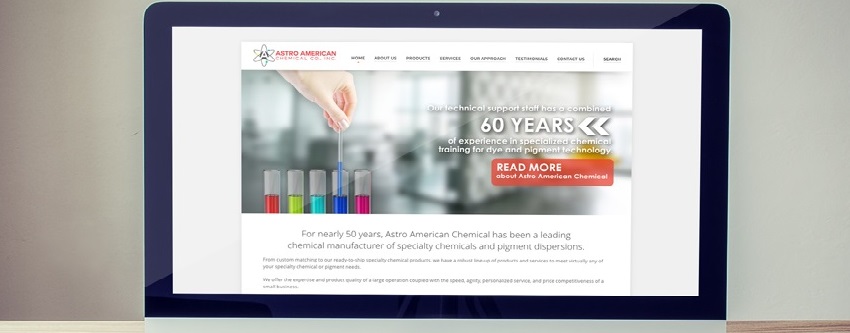 ASTRO AMERICAN
CHEMICAL CO., INC.
HOME ABOUT US PRODUCTS SERVICES OUR APPROACH TESTIMONIALS CONTACT US SEARCH
Our technical support staff has a combined
60 YEARS
of experience in specialized chemical
training for dye and pigment technology
READ MORE
about Astro American Chemical
For nearly 50 years, Astro American Chemical has been a leading
chemical manufacturer of specialty chemicals and pigment dispersions.
From custom matching to our ready-to-ship specialty chemical products, we have a robust line-up of products and services to meet virtually any of
your specialty chemical or pigment needs.
We offer the expertise and product quality of a large operation coupled with the speed, agility, personalized service, and price competitiveness of a
small business.